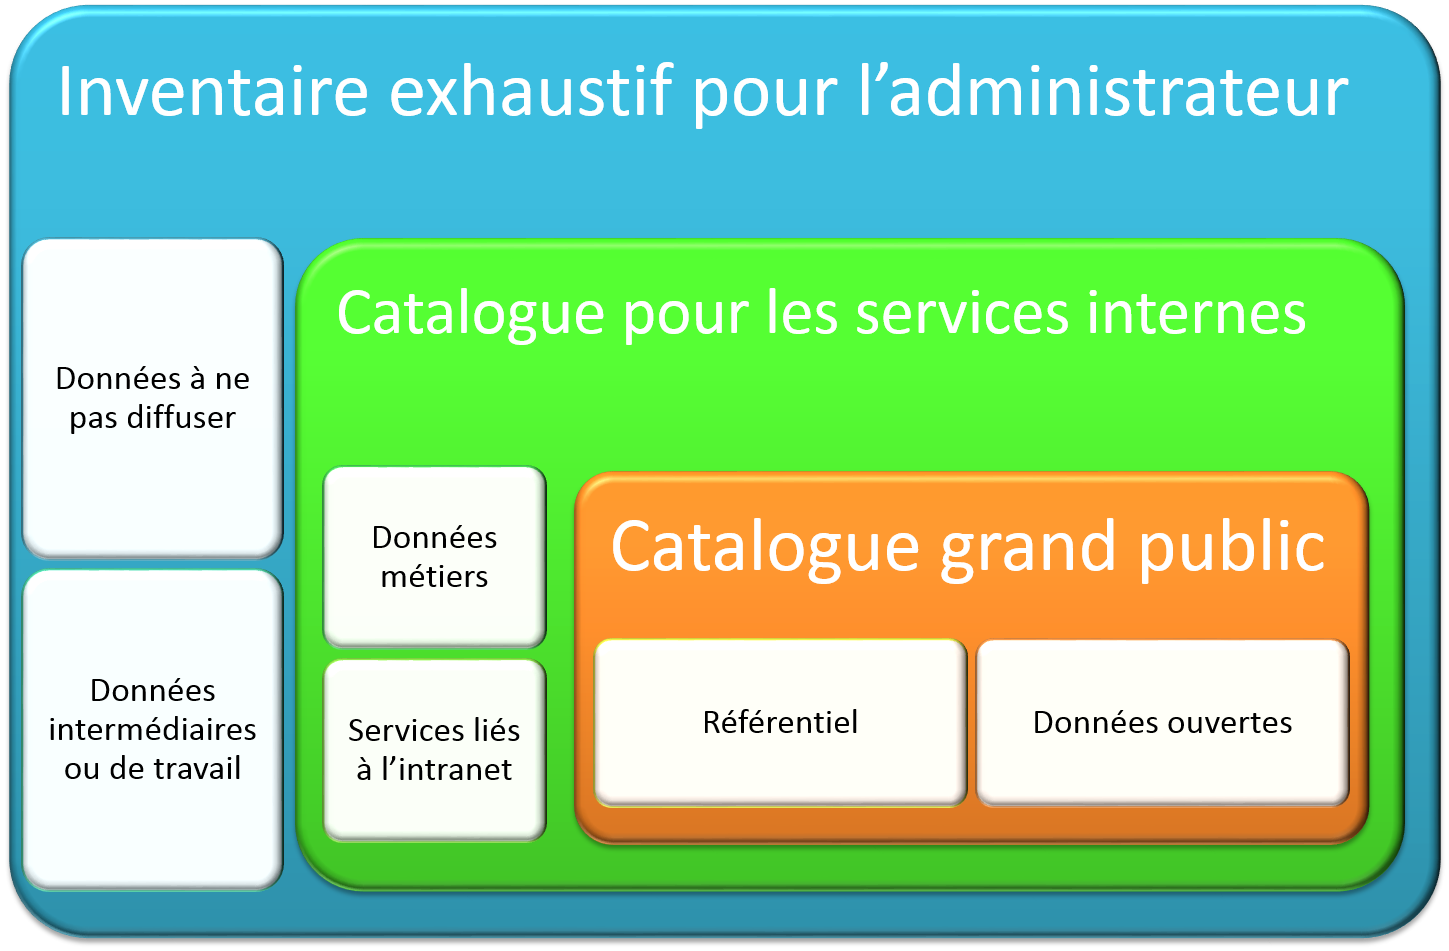 Inventaire exhaustif pour l’administrateur
Données à ne
pas diffuser
Données
intermédiaires
ou de travail
Catalogue pour les services internes
Données
métiers
Services liés
à l’intranet
Catalogue grand public
Référentiel
Données ouvertes